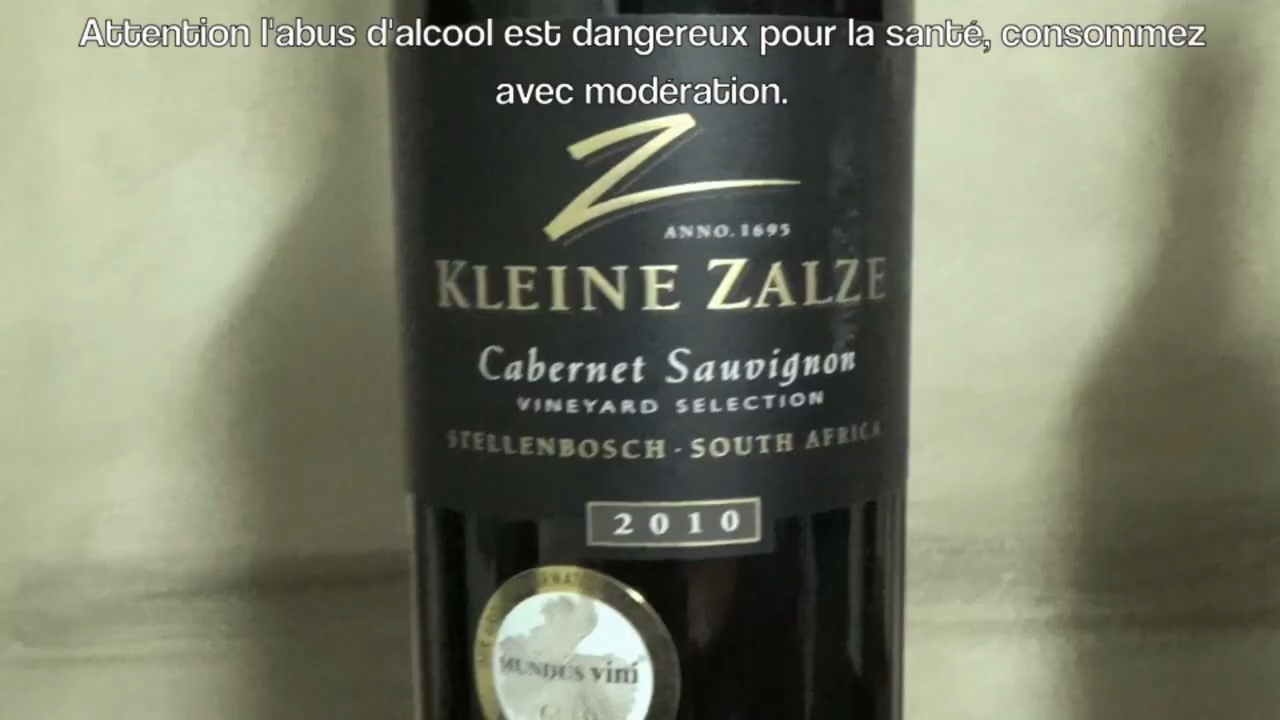 Attention l'abus d'alcool est dangereux pour la santé, consommez
avec modération.
Z
ANNO. 1695
KLEINE ZALZE
Cabernet Sauvignon
VINEYARD SELECTION
STELLENBOSCH - SOUTH AFRICA
2010
MUNDUS vini